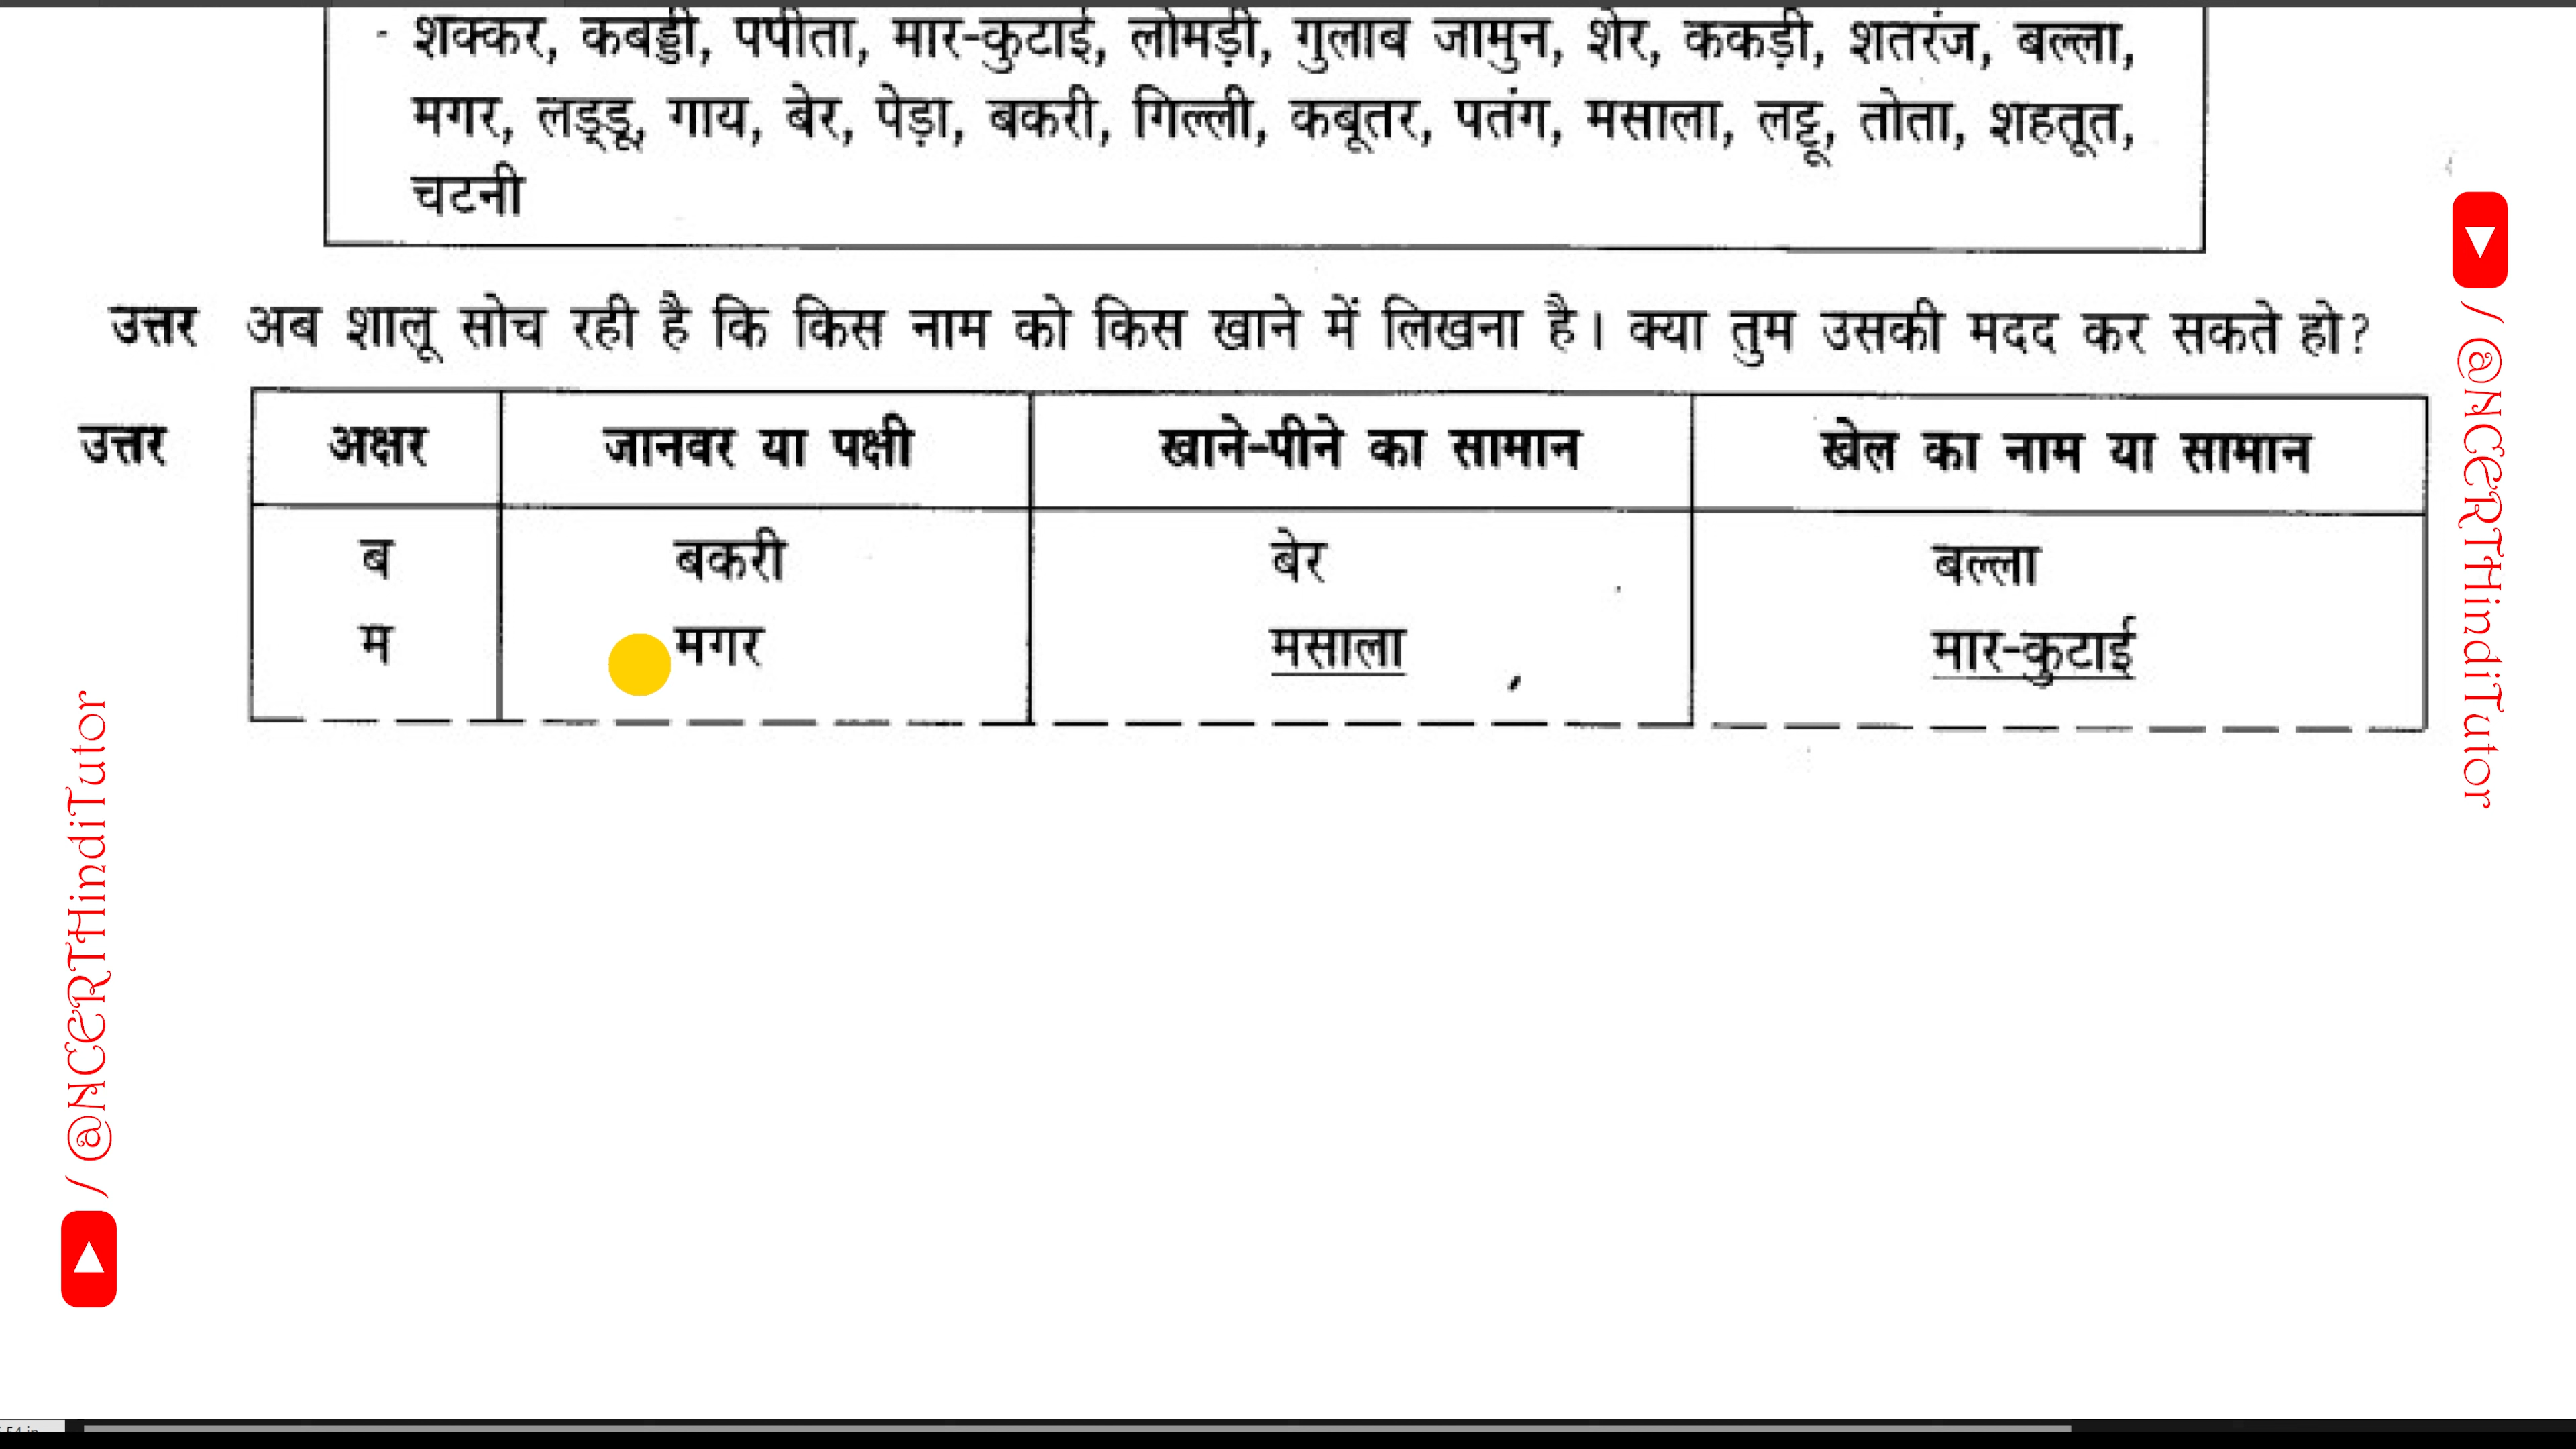 - शक्कर, कबड्डी, पपीता, मार-कुटाई, लोमड़ी, गुलाब जामुन, शेर, ककड़ी, शतरंज, बल्ला,
मगर, लड्डू, गाय, बेर, पेड़ा, बकरी, गिल्ली, कबूतर, पतंग, मसाला, लट्टू, तोता, शहतूत,
चटनी
उत्तर अब शालू सोच रही है कि किस नाम को किस खाने में लिखना है। क्या तुम उसकी मदद कर सकते हो?
उत्तर अक्षर जानवर या पक्षी खाने-पीने का सामान खेल का नाम या सामान
ब बकरी बेर बल्ला
म मगर मसाला मार-कुटाई
/ @NCERTHindiTutor
/ @NCERTHindiTutor